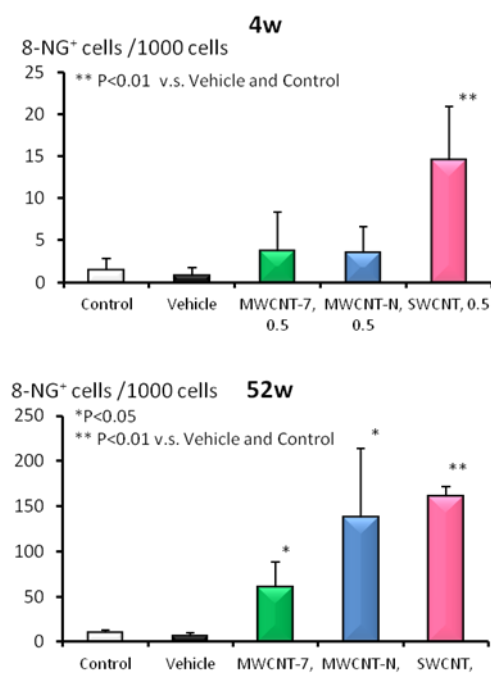 4w
8-NG⁺ cells /1000 cells
** P<0.01 v.s. Vehicle and Control
25
20
15
10
5
0
**
Control Vehicle MWCNT-7, 0.5 MWCNT-N, 0.5 SWCNT, 0.5
8-NG⁺ cells /1000 cells 52w
*P<0.05
** P<0.01 v.s. Vehicle and Control
250
200
150
100
50
0
*
*
**
Control Vehicle MWCNT-7, MWCNT-N, SWCNT,